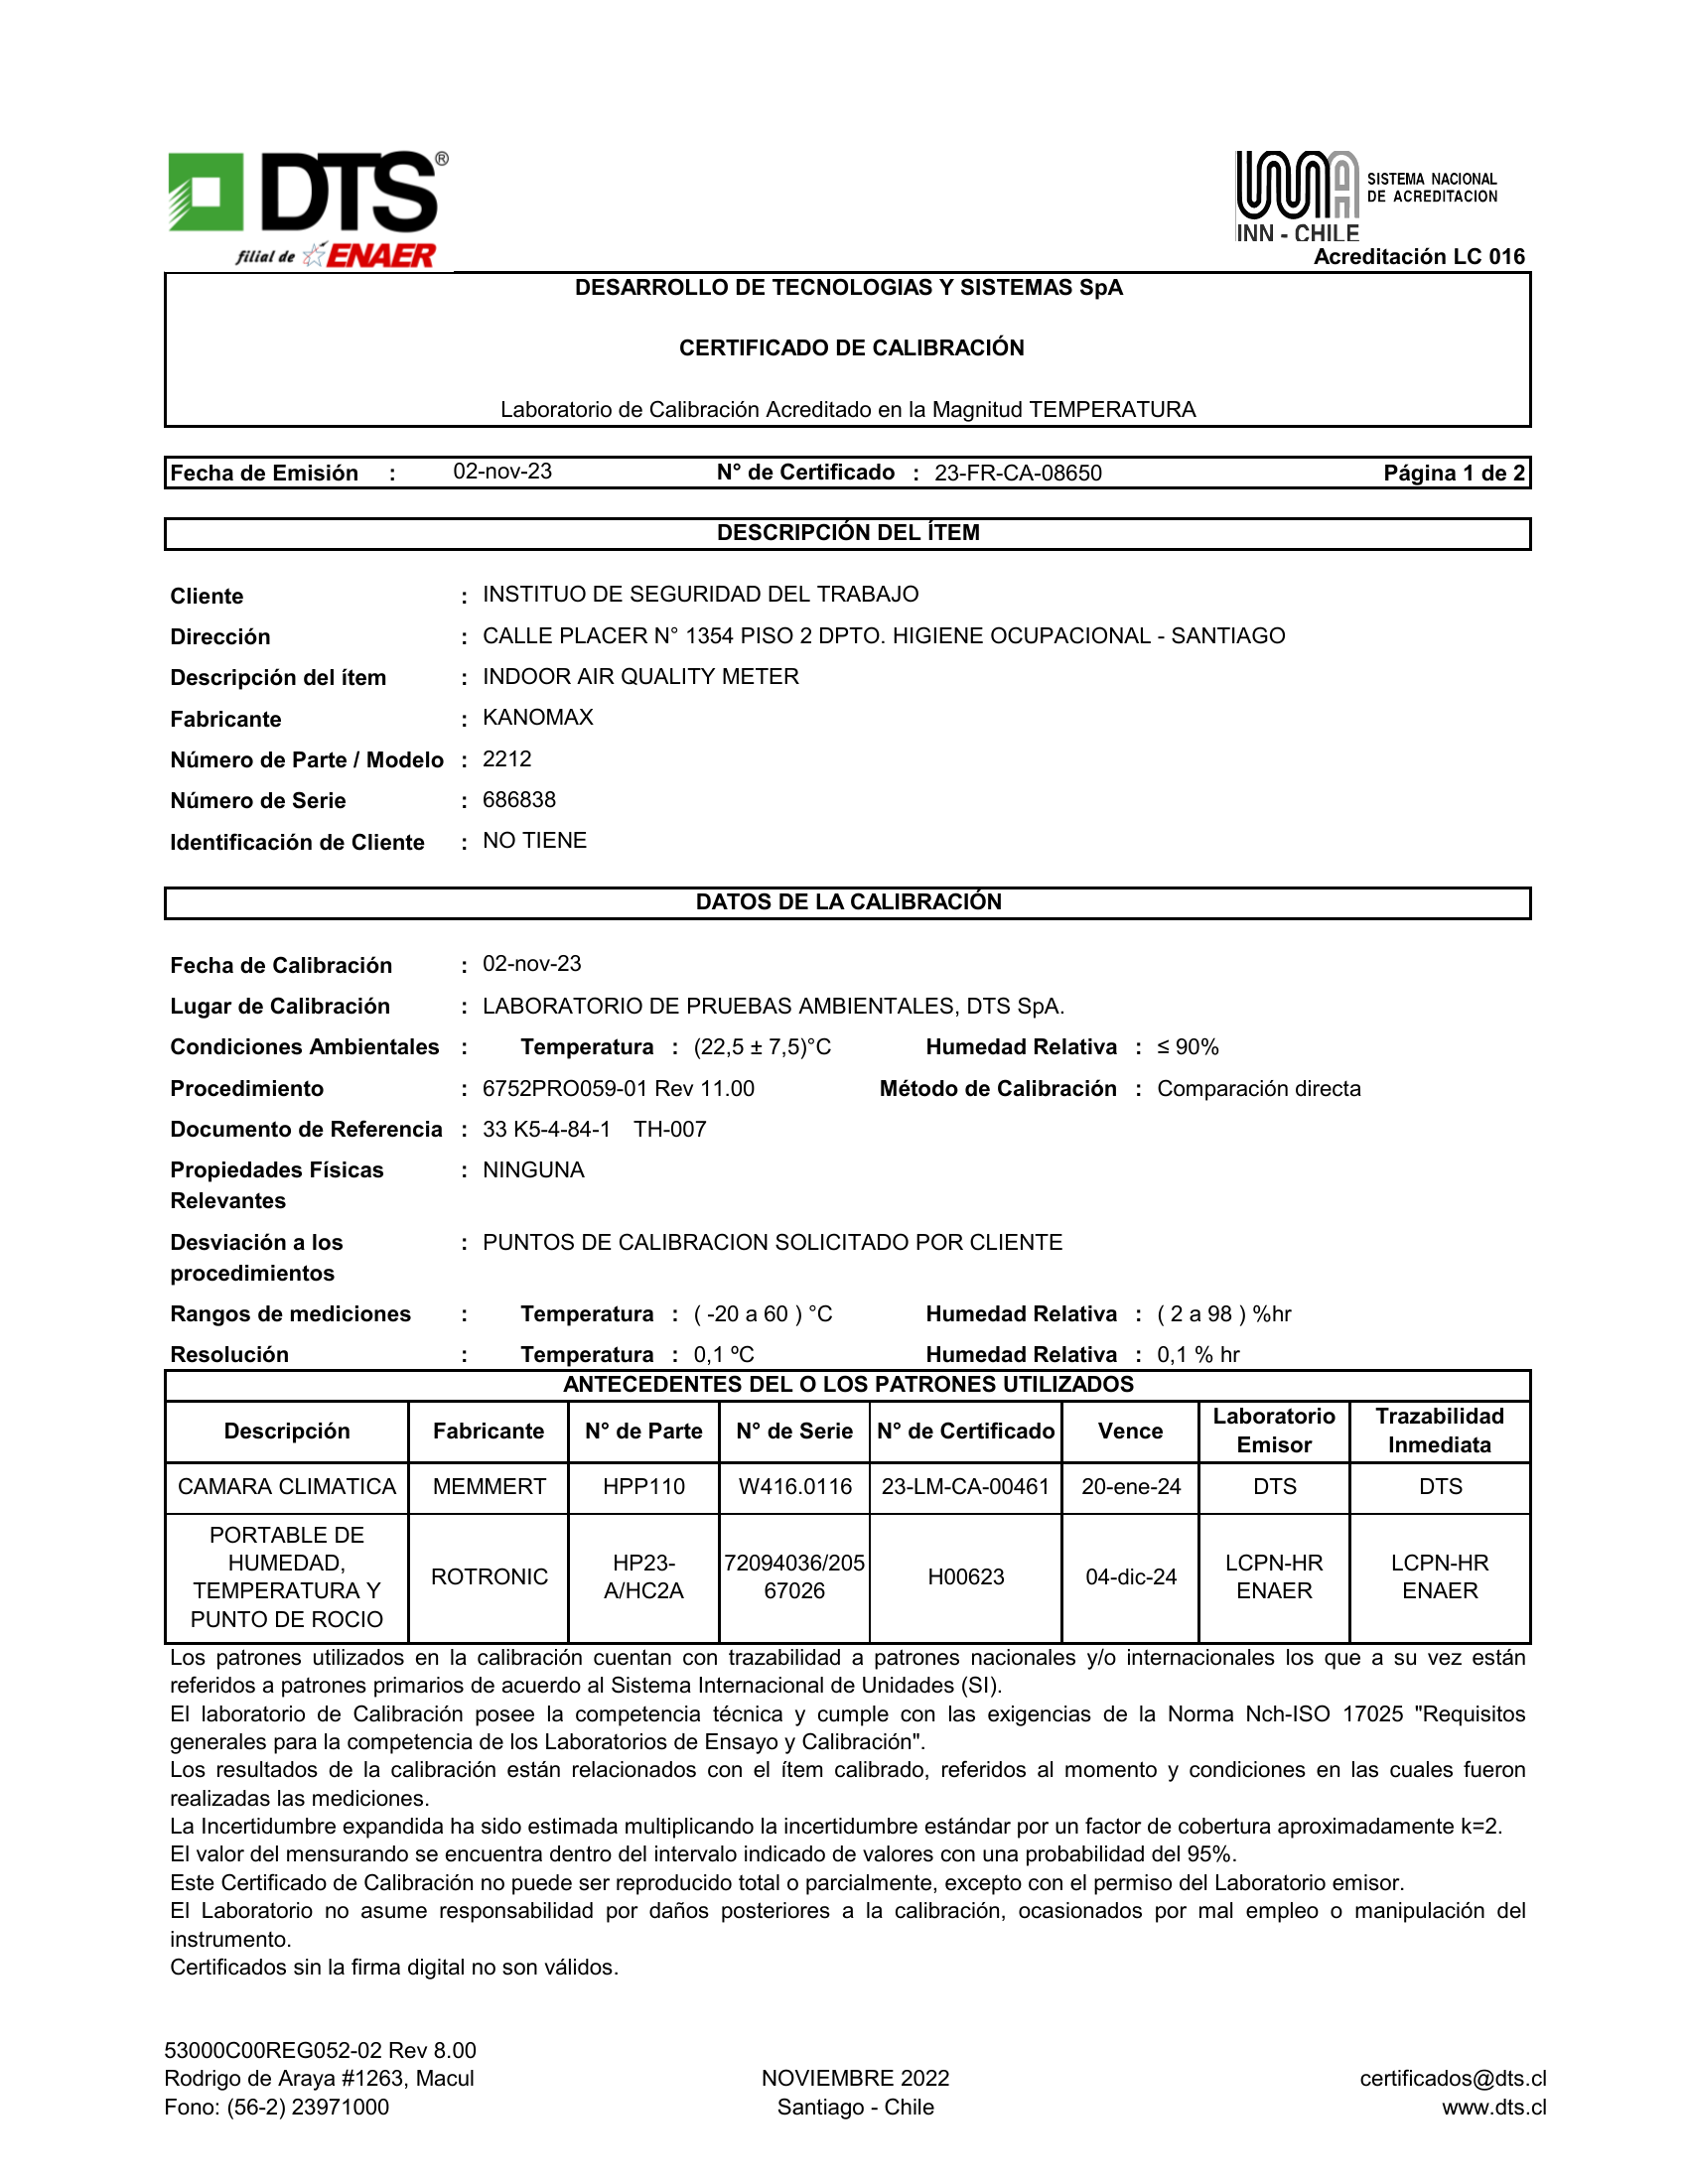 DTS®
filial de ENAER
SISTEMA NACIONAL
DE ACREDITACION
INN - CHILE
Acreditación LC 016
DESARROLLO DE TECNOLOGIAS Y SISTEMAS SpA
CERTIFICADO DE CALIBRACIÓN
Laboratorio de Calibración Acreditado en la Magnitud TEMPERATURA
Fecha de Emisión : 02-nov-23 N° de Certificado : 23-FR-CA-08650 Página 1 de 2
DESCRIPCIÓN DEL ÍTEM
Cliente : INSTITUO DE SEGURIDAD DEL TRABAJO
Dirección : CALLE PLACER N° 1354 PISO 2 DPTO. HIGIENE OCUPACIONAL - SANTIAGO
Descripción del ítem : INDOOR AIR QUALITY METER
Fabricante : KANOMAX
Número de Parte / Modelo : 2212
Número de Serie : 686838
Identificación de Cliente : NO TIENE
DATOS DE LA CALIBRACIÓN
Fecha de Calibración : 02-nov-23
Lugar de Calibración : LABORATORIO DE PRUEBAS AMBIENTALES, DTS SpA.
Condiciones Ambientales : Temperatura : (22,5 ± 7,5)°C Humedad Relativa : ≤ 90%
Procedimiento : 6752PRO059-01 Rev 11.00 Método de Calibración : Comparación directa
Documento de Referencia : 33 K5-4-84-1 TH-007
Propiedades Físicas : NINGUNA
Relevantes
Desviación a los : PUNTOS DE CALIBRACION SOLICITADO POR CLIENTE
procedimientos
Rangos de mediciones : Temperatura : ( -20 a 60 ) °C Humedad Relativa : ( 2 a 98 ) %hr
Resolución : Temperatura : 0,1 ºC Humedad Relativa : 0,1 % hr
ANTECEDENTES DEL O LOS PATRONES UTILIZADOS
Descripción Fabricante N° de Parte N° de Serie N° de Certificado Vence Laboratorio Emisor Trazabilidad Inmediata
CAMARA CLIMATICA MEMMERT HPP110 W416.0116 23-LM-CA-00461 20-ene-24 DTS DTS
PORTABLE DE HUMEDAD, TEMPERATURA Y PUNTO DE ROCIO ROTRONIC HP23-A/HC2A 72094036/20567026 H00623 04-dic-24 LCPN-HR ENAER LCPN-HR ENAER
Los patrones utilizados en la calibración cuentan con trazabilidad a patrones nacionales y/o internacionales los que a su vez están
referidos a patrones primarios de acuerdo al Sistema Internacional de Unidades (SI).
El laboratorio de Calibración posee la competencia técnica y cumple con las exigencias de la Norma Nch-ISO 17025 "Requisitos
generales para la competencia de los Laboratorios de Ensayo y Calibración".
Los resultados de la calibración están relacionados con el ítem calibrado, referidos al momento y condiciones en las cuales fueron
realizadas las mediciones.
La Incertidumbre expandida ha sido estimada multiplicando la incertidumbre estándar por un factor de cobertura aproximadamente k=2.
El valor del mensurando se encuentra dentro del intervalo indicado de valores con una probabilidad del 95%.
Este Certificado de Calibración no puede ser reproducido total o parcialmente, excepto con el permiso del Laboratorio emisor.
El Laboratorio no asume responsabilidad por daños posteriores a la calibración, ocasionados por mal empleo o manipulación del
instrumento.
Certificados sin la firma digital no son válidos.
53000C00REG052-02 Rev 8.00
Rodrigo de Araya #1263, Macul NOVIEMBRE 2022 certificados@dts.cl
Fono: (56-2) 23971000 Santiago - Chile www.dts.cl